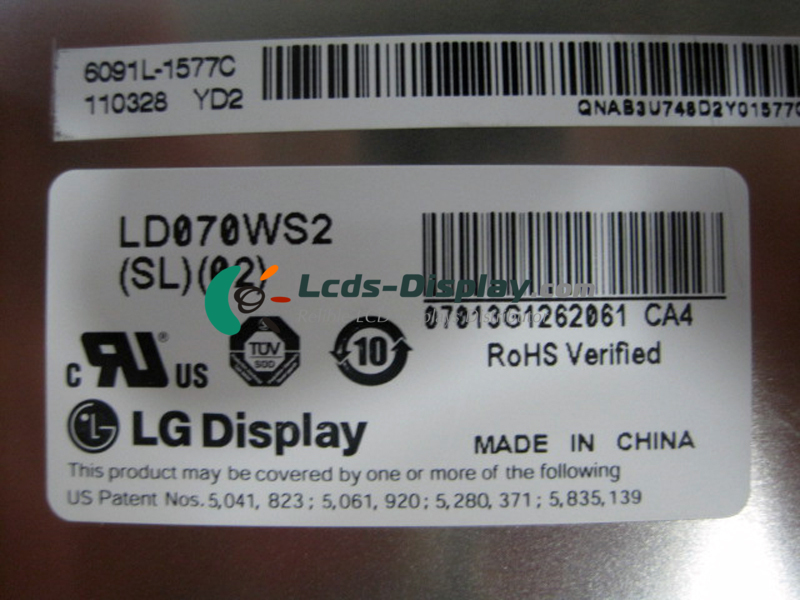 6091L-1577C
110328 YD2
QNAB3U748D2Y01577C
LD070WS2
(SL)(02)
Lcds-Display.com
07013G1262061 CA4
RoHS Verified
c RU ® US
TÜV
10
LG Display
MADE IN CHINA
This product may be covered by one or more of the following
US Patent Nos.5,041, 823 ; 5,061, 920; 5,280, 371 ; 5,835,139